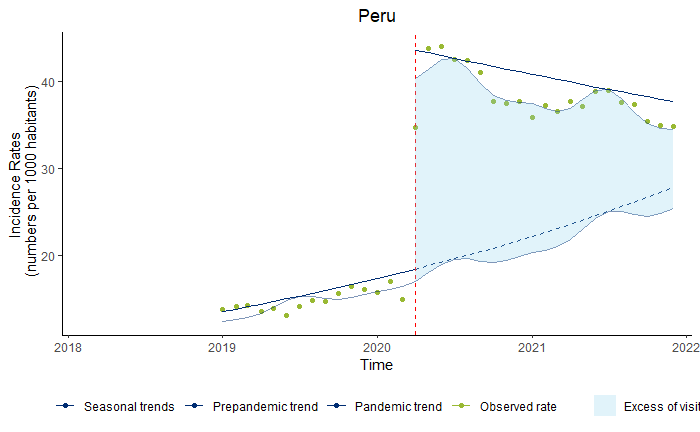 Peru
Incidence Rates
(numbers per 1000 habitants)
40
30
20
2018
2019
2020
2021
2022
Time
Seasonal trends
Prepandemic trend
Pandemic trend
Observed rate
Excess of visit